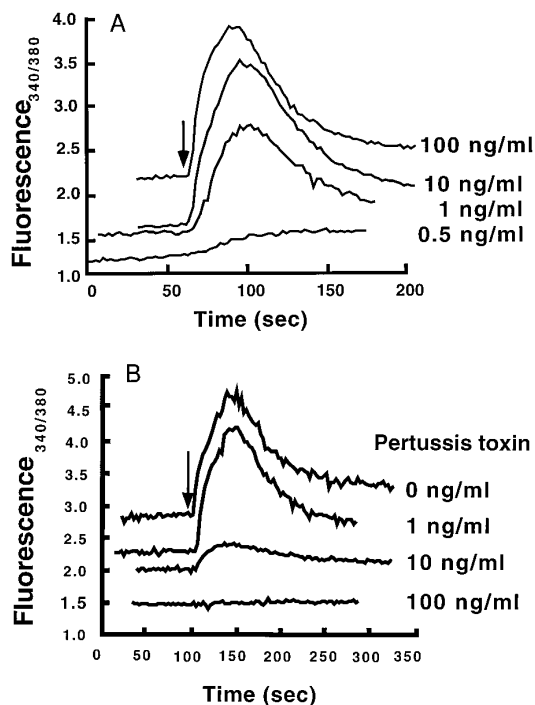 A
4.0
3.5
3.0
2.5
2.0
1.5
1.0
Fluorescence340/380
100 ng/ml
10 ng/ml
1 ng/ml
0.5 ng/ml
0 50 100 150 200
Time (sec)
B
5.0
4.5
3.5
3.0
2.5
2.0
1.5
1.0
Fluorescence 340/380
Pertussis toxin
0 ng/ml
1 ng/ml
10 ng/ml
100 ng/ml
0 50 100 150 200 250 300 350
Time (sec)